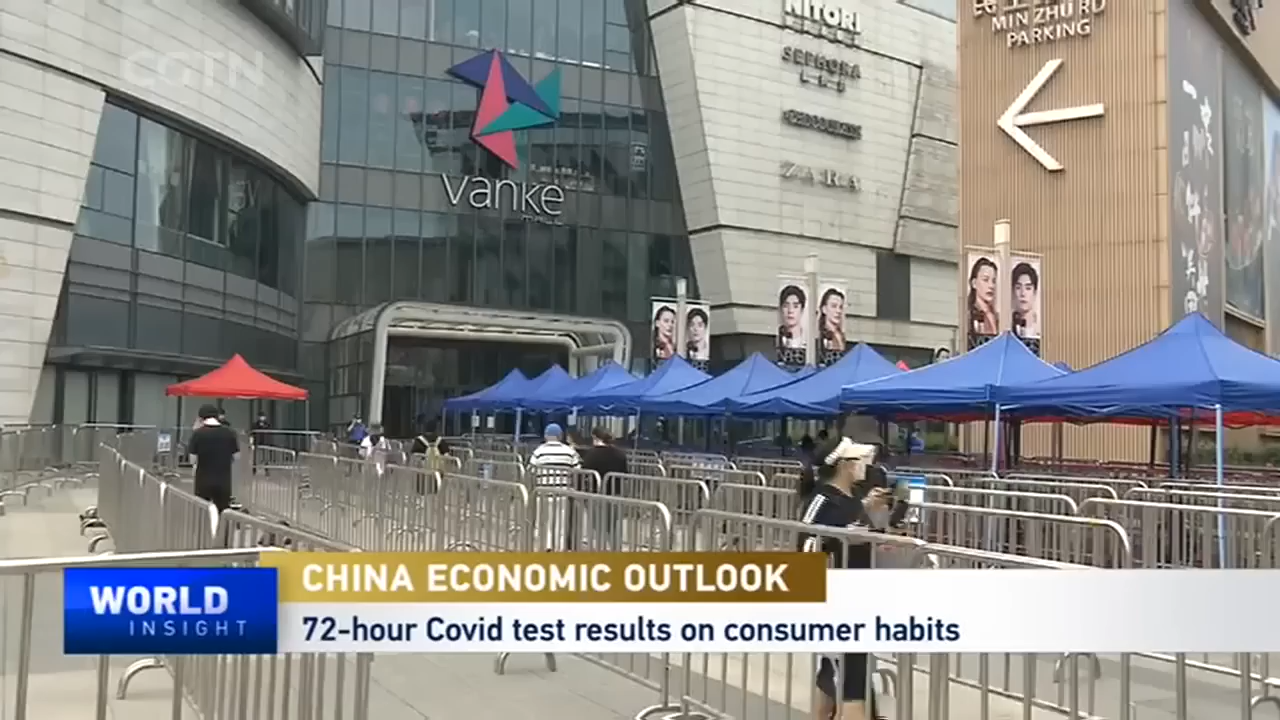 CGTN
NITORI
SEPHORA
ZARA
MIN ZHU RD
PARKING
vanke
CHINA ECONOMIC OUTLOOK
WORLD
INSIGHT
72-hour Covid test results on consumer habits